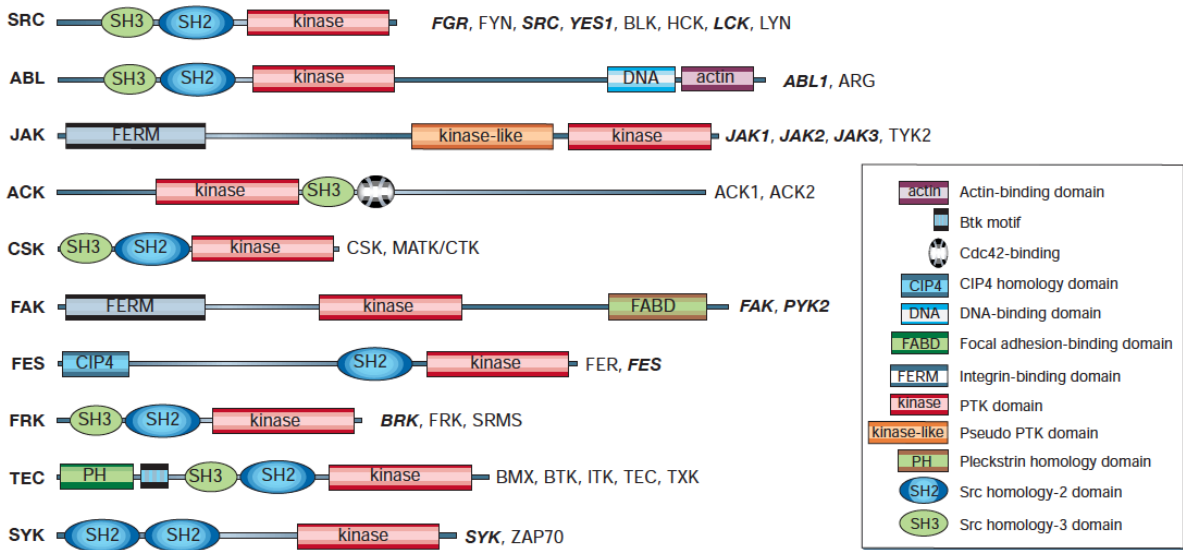 SRC SH3 SH2 kinase FGR, FYN, SRC, YES1, BLK, HCK, LCK, LYN
ABL SH3 SH2 kinase DNA actin ABL1, ARG
JAK FERM kinase-like kinase JAK1, JAK2, JAK3, TYK2
ACK kinase SH3 ACK1, ACK2
CSK SH3 SH2 kinase CSK, MATK/CTK
FAK FERM kinase FABD FAK, PYK2
FES CIP4 SH2 kinase FER, FES
FRK SH3 SH2 kinase BRK, FRK, SRMS
TEC PH SH3 SH2 kinase BMX, BTK, ITK, TEC, TXK
SYK SH2 SH2 kinase SYK, ZAP70
actin Actin-binding domain
Btk motif
Cdc42-binding
CIP4 CIP4 homology domain
DNA DNA-binding domain
FABD Focal adhesion-binding domain
FERM Integrin-binding domain
kinase PTK domain
kinase-like Pseudo PTK domain
PH Pleckstrin homology domain
SH2 Src homology-2 domain
SH3 Src homology-3 domain